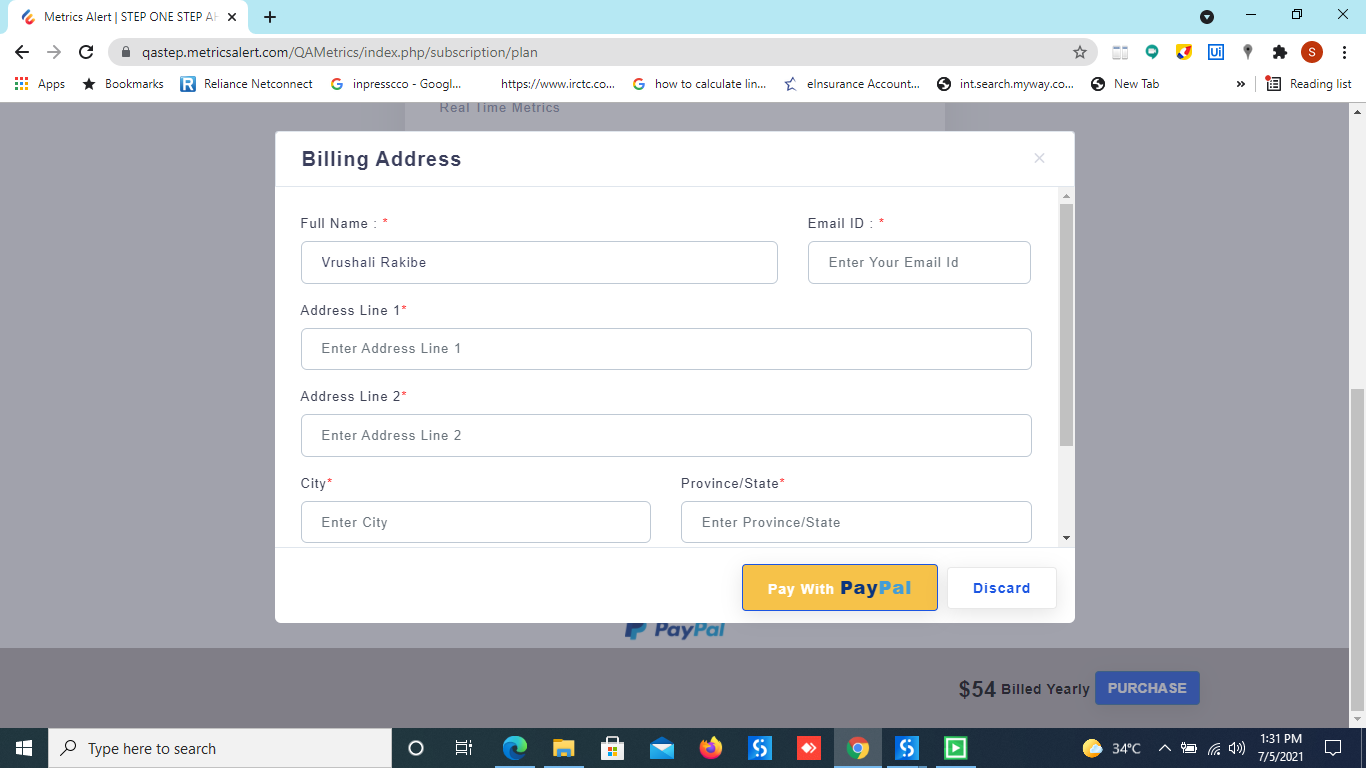 Metrics Alert | STEP ONE STEP AH
qastep.metricsalert.com/QAMetrics/index.php/subscription/plan
S
Apps Bookmarks Reliance Netconnect inpresscco - Googl... https://www.irctc.co... how to calculate lin... eInsurance Account... int.search.myway.co... New Tab » Reading list
Real Time Metrics
Billing Address
Full Name : * Email ID : *
Vrushali Rakibe Enter Your Email Id
Address Line 1*
Enter Address Line 1
Address Line 2*
Enter Address Line 2
City* Province/State*
Enter City Enter Province/State
Pay With PayPal Discard
PayPal
$54 Billed Yearly PURCHASE
Type here to search 34°C 1:31 PM
7/5/2021